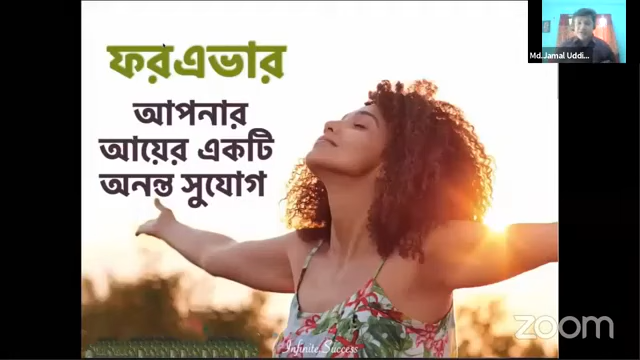 ফরএভার
আপনার
আয়ের একটি
অনন্ত সুযোগ
Infinite.Success
Md.Jamal Uddi...
zoom